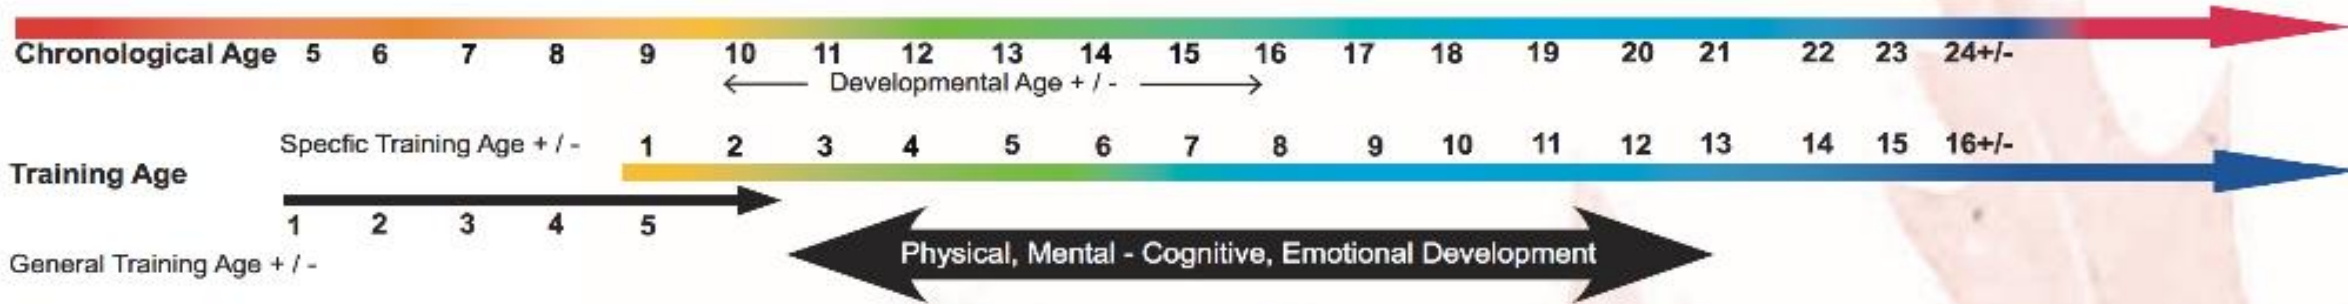 Chronological Age 5 6 7 8 9 10 11 12 13 14 15 16 17 18 19 20 21 22 23 24+/-
Developmental Age + / -
Specfic Training Age + / - 1 2 3 4 5 6 7 8 9 10 11 12 13 14 15 16+/-
Training Age
1 2 3 4 5
General Training Age + / -
Physical, Mental - Cognitive, Emotional Development